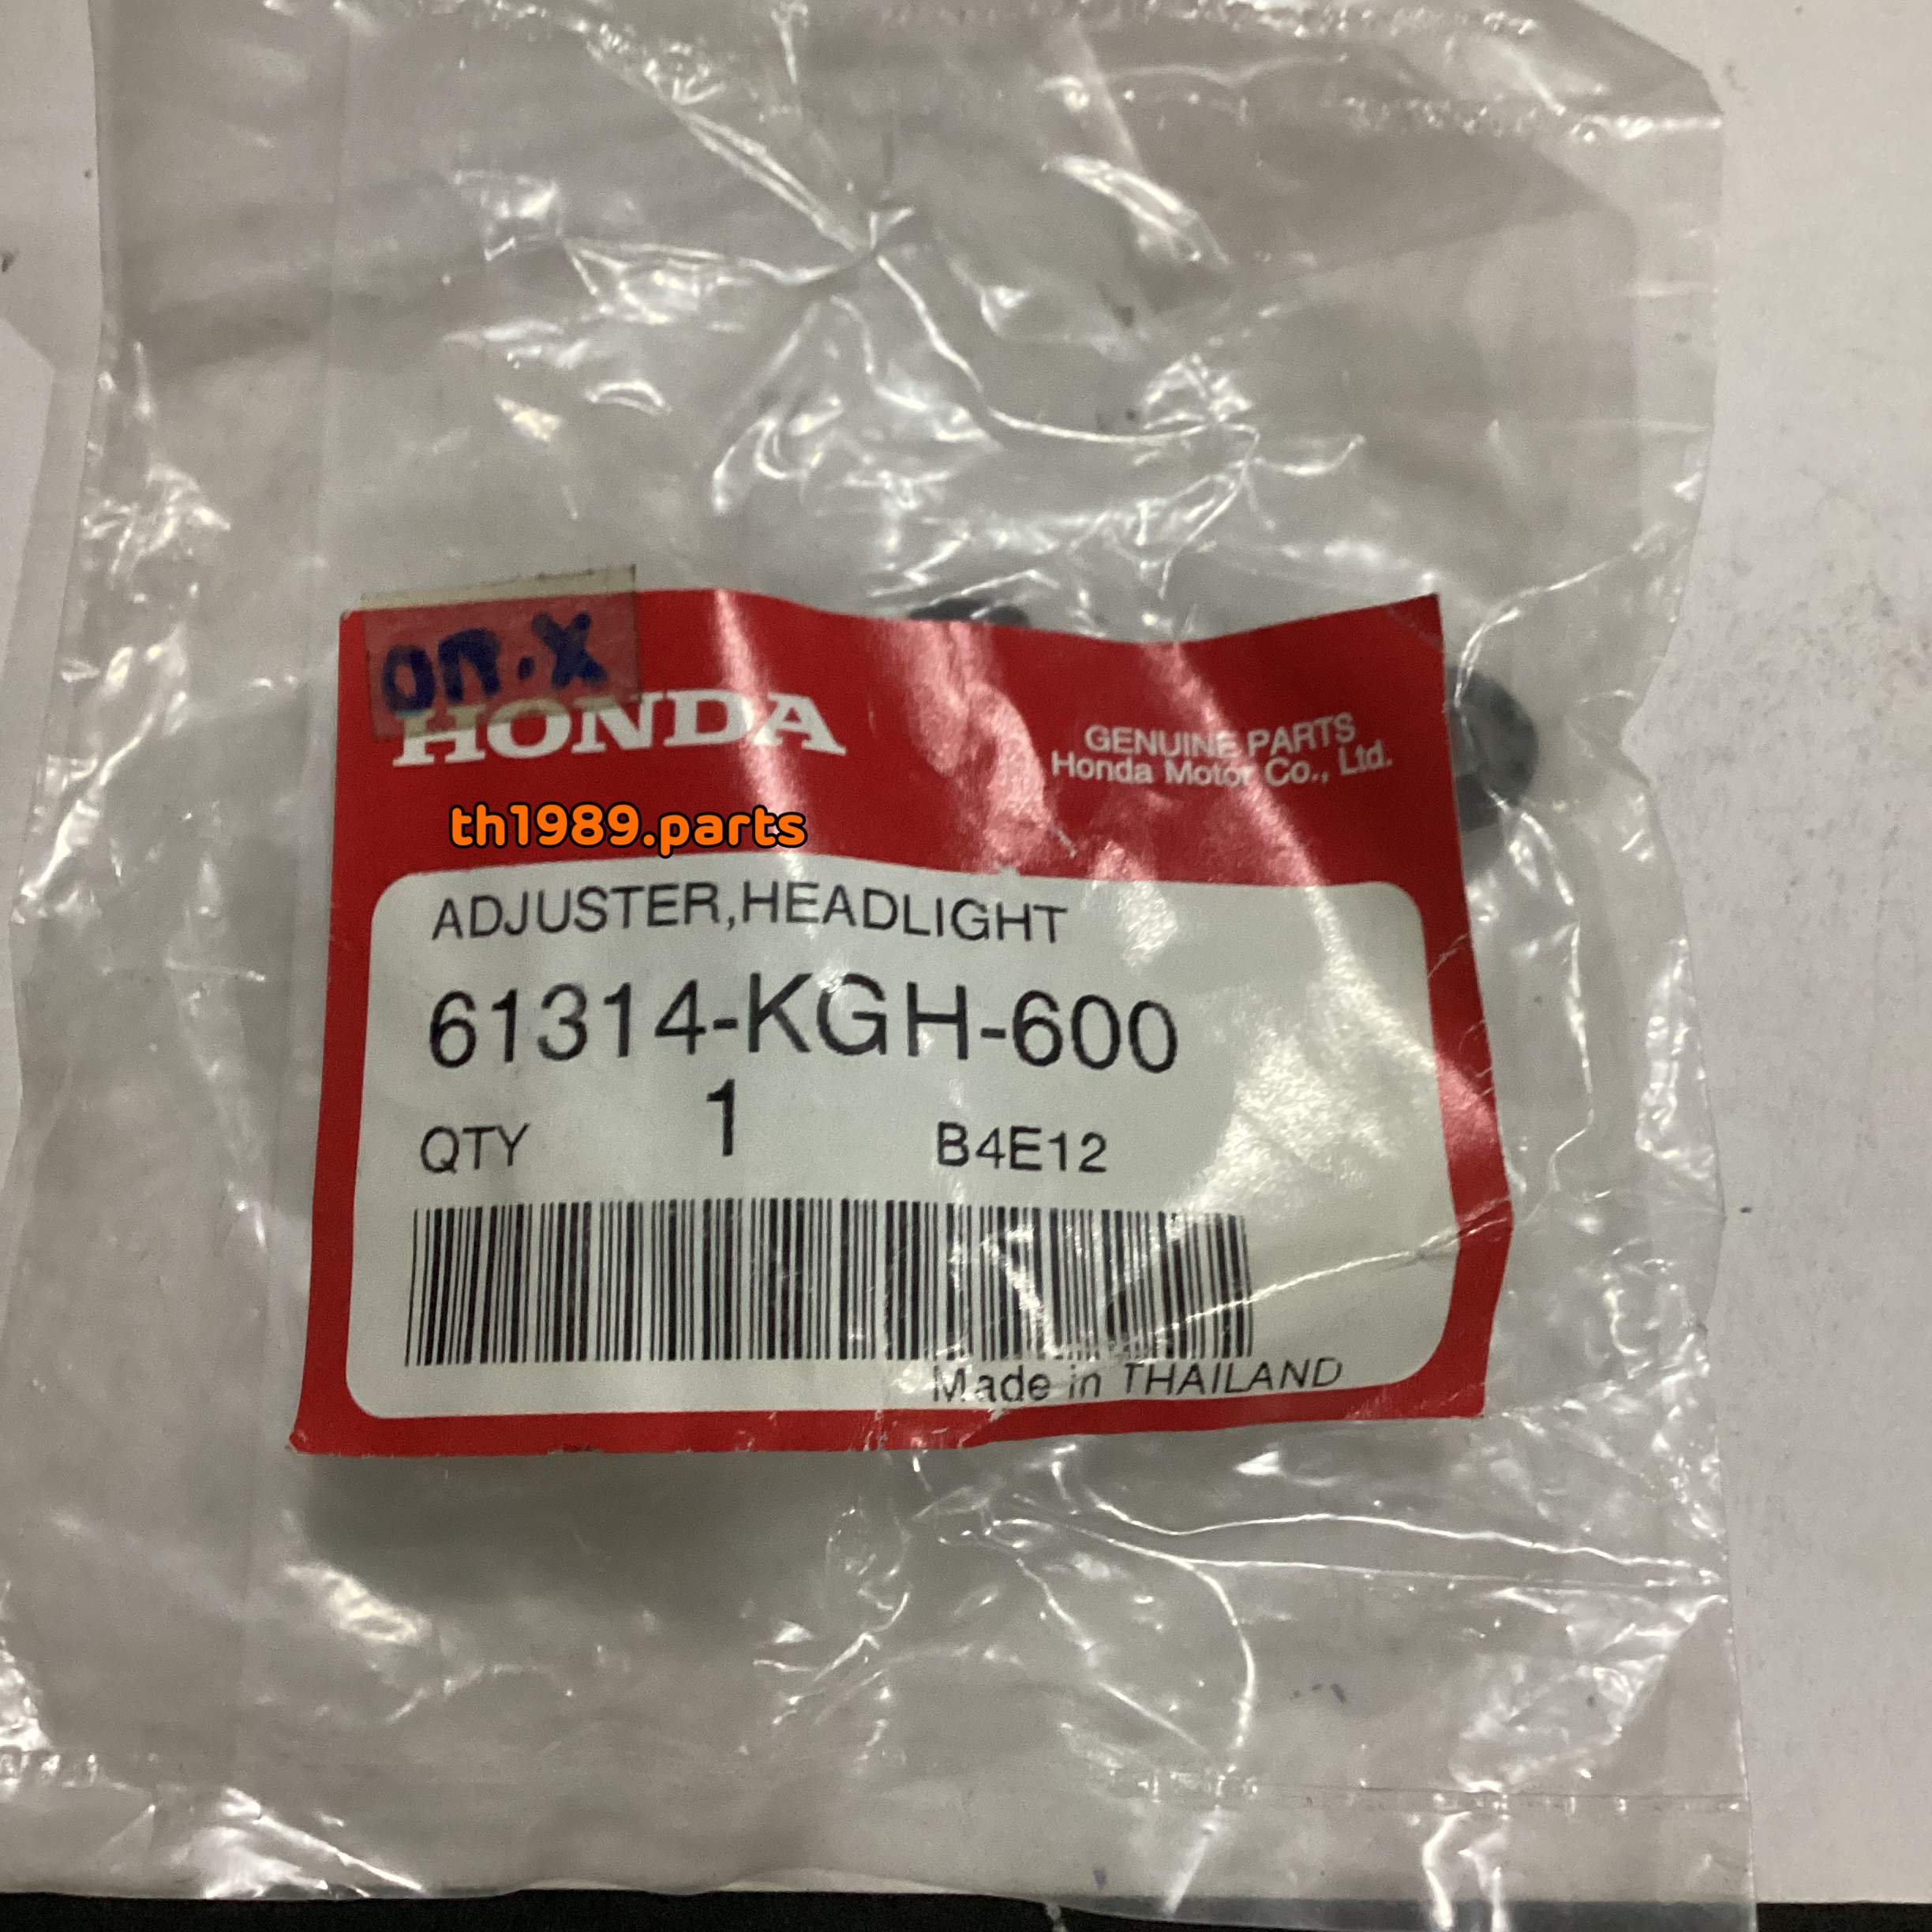 HONDA
GENUINE PARTS
Honda Motor Co., Ltd.
th1989.parts
ADJUSTER,HEADLIGHT
61314-KGH-600
QTY 1 B4E12
Made in THAILAND